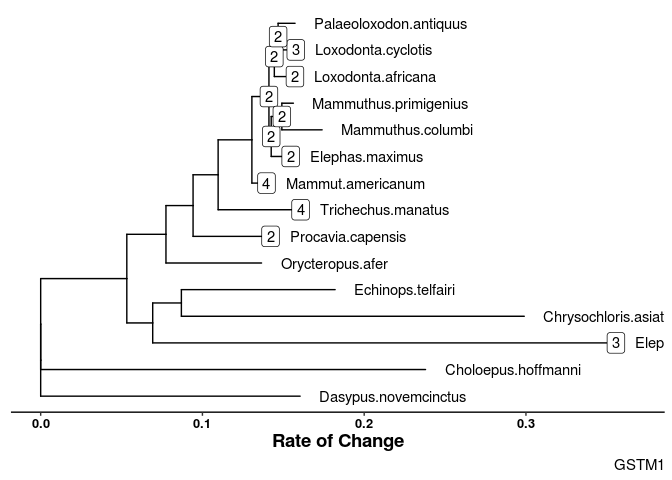 Palaeoloxodon.antiquus
2
3 Loxodonta.cyclotis
2
2 Loxodonta.africana
2
Mammuthus.primigenius
2
Mammuthus.columbi
2
2 Elephas.maximus
4 Mammut.americanum
4 Trichechus.manatus
2 Procavia.capensis
Orycteropus.afer
Echinops.telfairi
Chrysochloris.asiat
3 Elep
Choloepus.hoffmanni
Dasypus.novemcinctus
0.0 0.1 0.2 0.3
Rate of Change
GSTM1